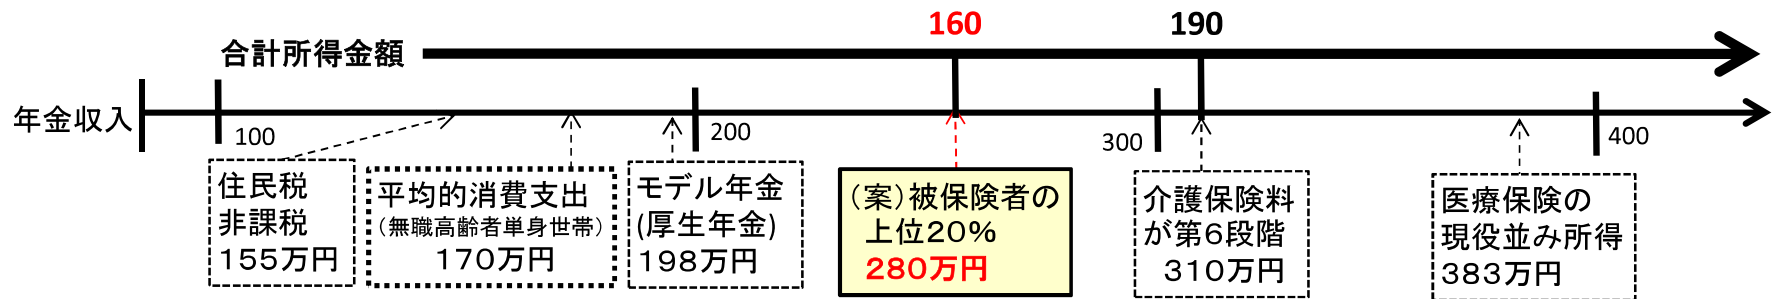 160
190
合計所得金額
年金収入
100
200
300
400
住民税
非課税
155万円
平均的消費支出
（無職高齢者単身世帯）
170万円
モデル年金
(厚生年金)
198万円
（案）被保険者の
上位20％
280万円
介護保険料
が第6段階
310万円
医療保険の
現役並み所得
383万円